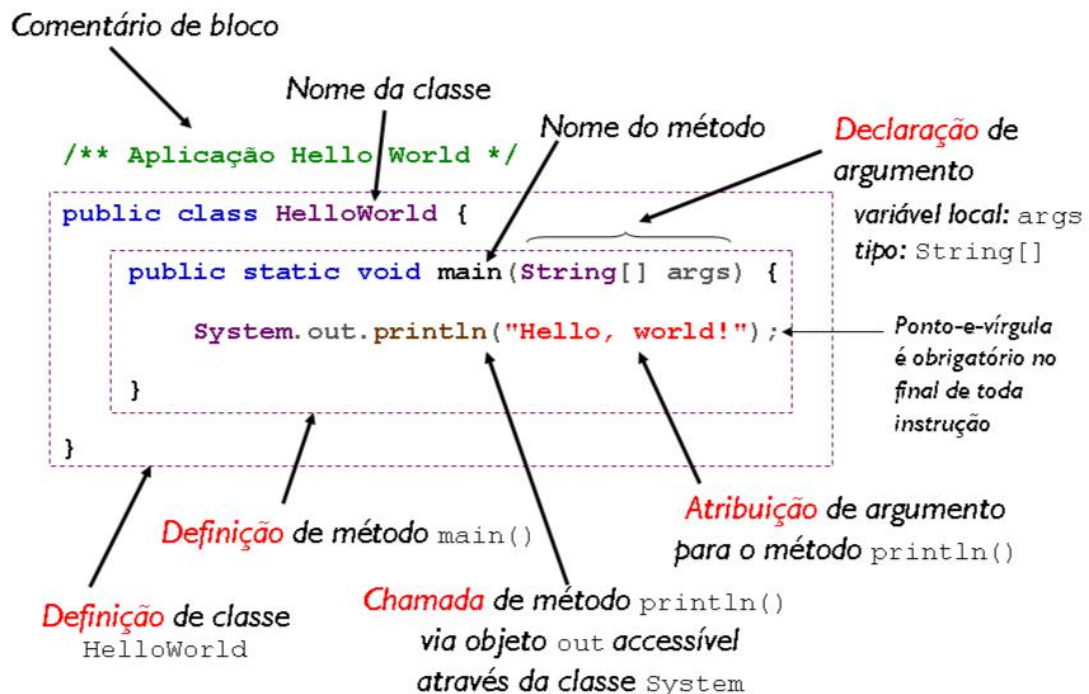 Comentário de bloco
Nome da classe
Nome do método
Declaração de
argumento
variável local: args
tipo: String[]
/** Aplicação Hello World */
public class HelloWorld {
public static void main(String[] args) {
System.out.println("Hello, world!");
}
}
Ponto-e-vírgula
é obrigatório no
final de toda
instrução
Definição de método main()
Atribuição de argumento
para o método println()
Definição de classe
HelloWorld
Chamada de método println()
via objeto out accessível
através da classe System